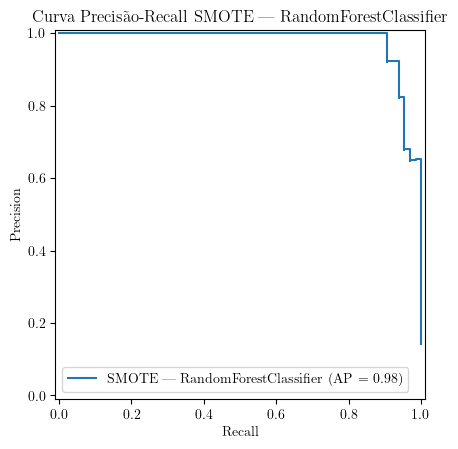 Curva Precisão-Recall SMOTE — RandomForestClassifier
1.0
0.8
0.6
0.4
0.2
0.0
Precision
SMOTE — RandomForestClassifier (AP = 0.98)
0.0 0.2 0.4 0.6 0.8 1.0
Recall